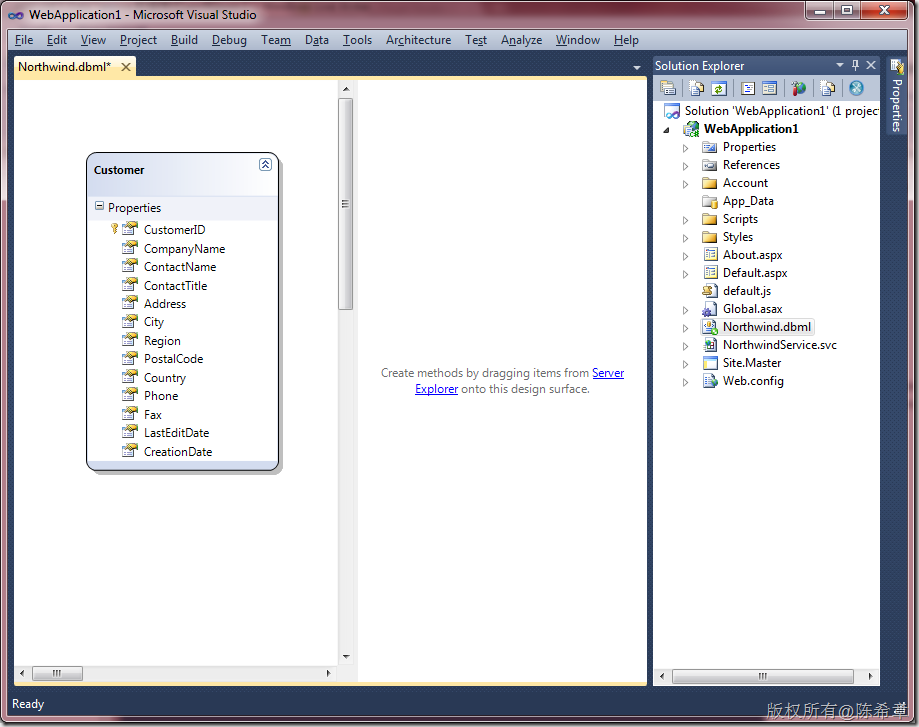 WebApplication1 - Microsoft Visual Studio
File Edit View Project Build Debug Team Data Tools Architecture Test Analyze Window Help
Northwind.dbml*
Customer
Properties
CustomerID
CompanyName
ContactName
ContactTitle
Address
City
Region
PostalCode
Country
Phone
Fax
LastEditDate
CreationDate
Create methods by dragging items from Server
Explorer onto this design surface.
Solution Explorer
Solution 'WebApplication1' (1 projec
WebApplication1
Properties
References
Account
App_Data
Scripts
Styles
About.aspx
Default.aspx
default.js
Global.asax
Northwind.dbml
NorthwindService.svc
Site.Master
Web.config
Properties
Ready
版权所有@陈希章